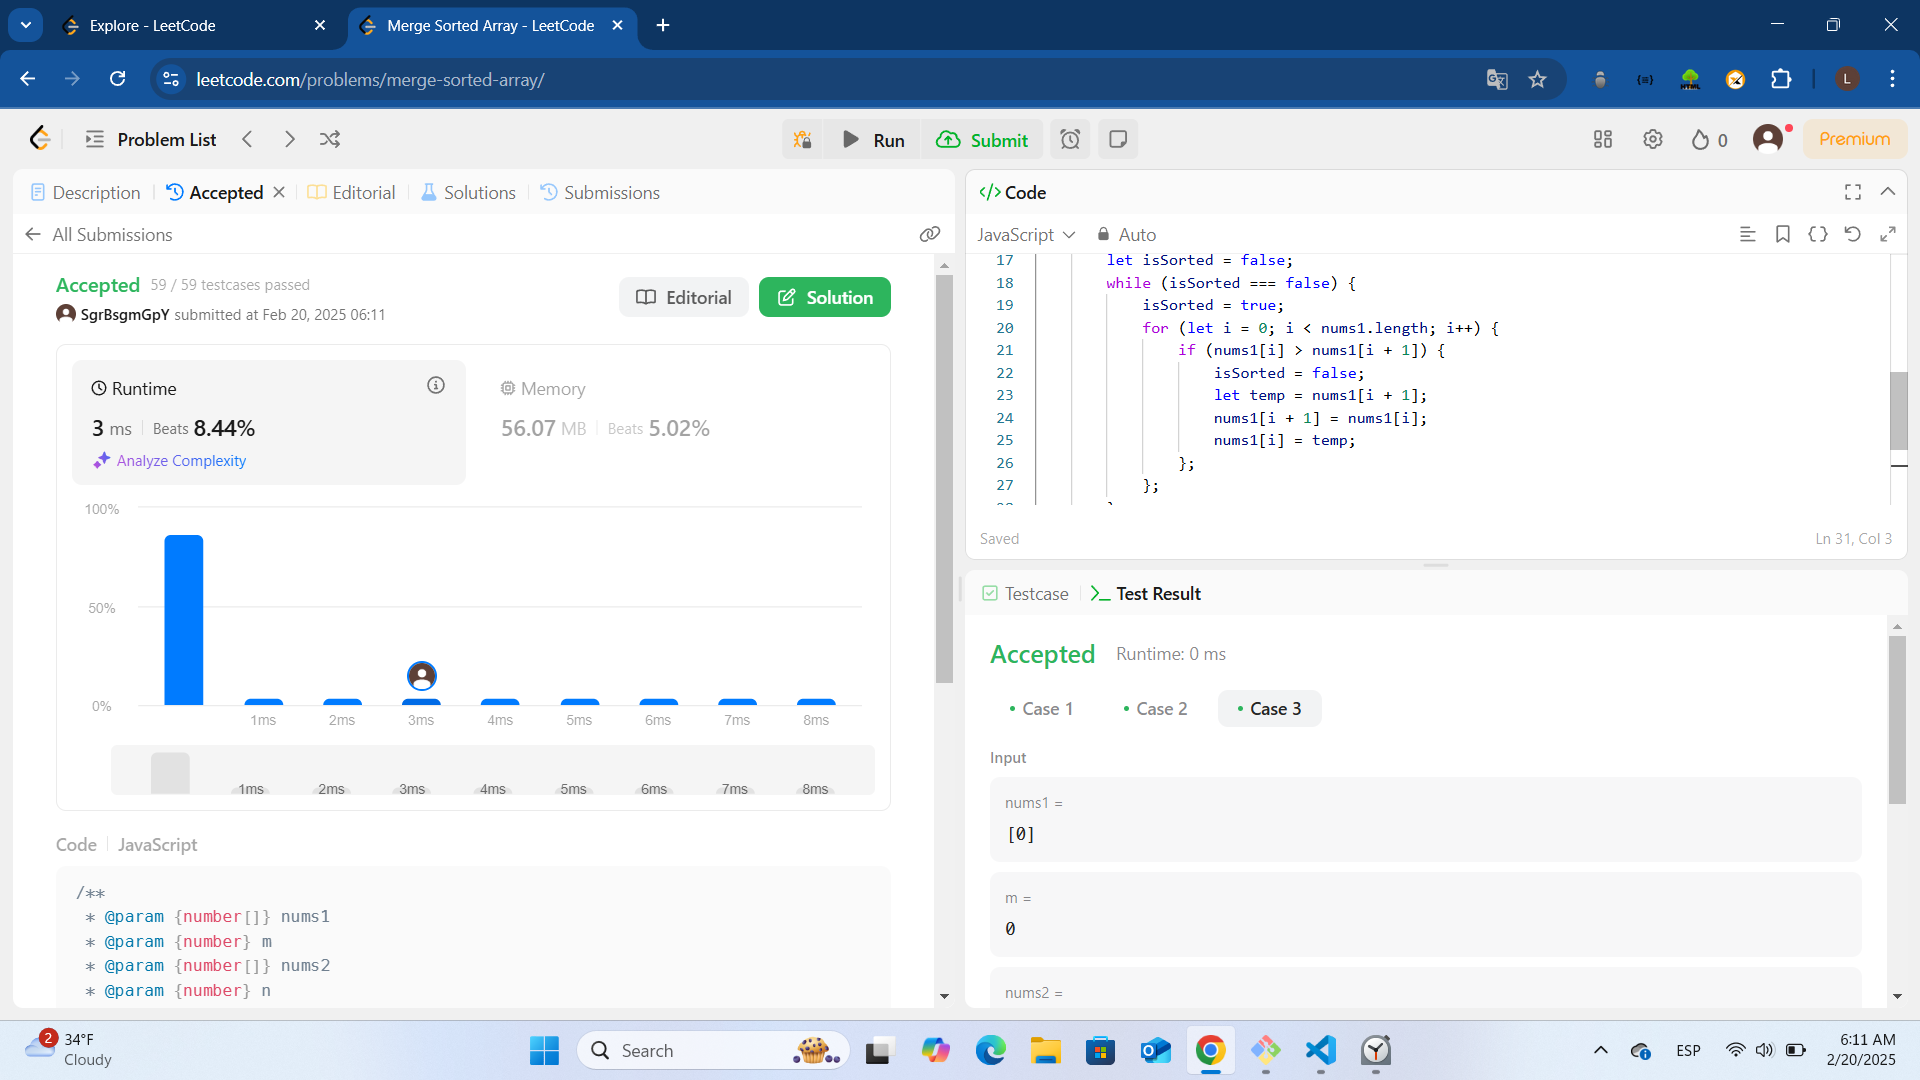 Explore - LeetCode
Merge Sorted Array - LeetCode
leetcode.com/problems/merge-sorted-array/
L
Problem List
Run
Submit
0
Premium
Description
Accepted
Editorial
Solutions
Submissions
All Submissions
Accepted 59 / 59 testcases passed
SgrBsgmGpY submitted at Feb 20, 2025 06:11
Editorial
Solution
Runtime
3 ms Beats 8.44%
Analyze Complexity
Memory
56.07 MB Beats 5.02%
100%
50%
0%
1ms 2ms 3ms 4ms 5ms 6ms 7ms 8ms
1ms 2ms 3ms 4ms 5ms 6ms 7ms 8ms
Code JavaScript
/**
* @param {number[]} nums1
* @param {number} m
* @param {number[]} nums2
* @param {number} n
</> Code
JavaScript Auto
17 let isSorted = false;
18 while (isSorted === false) {
19 isSorted = true;
20 for (let i = 0; i < nums1.length; i++) {
21 if (nums1[i] > nums1[i + 1]) {
22 isSorted = false;
23 let temp = nums1[i + 1];
24 nums1[i + 1] = nums1[i];
25 nums1[i] = temp;
26 };
27 };
Saved Ln 31, Col 3
Testcase
Test Result
Accepted Runtime: 0 ms
Case 1 Case 2 Case 3
Input
nums1 =
[0]
m =
0
nums2 =
2
34°F
Cloudy
Search
ESP
6:11 AM
2/20/2025